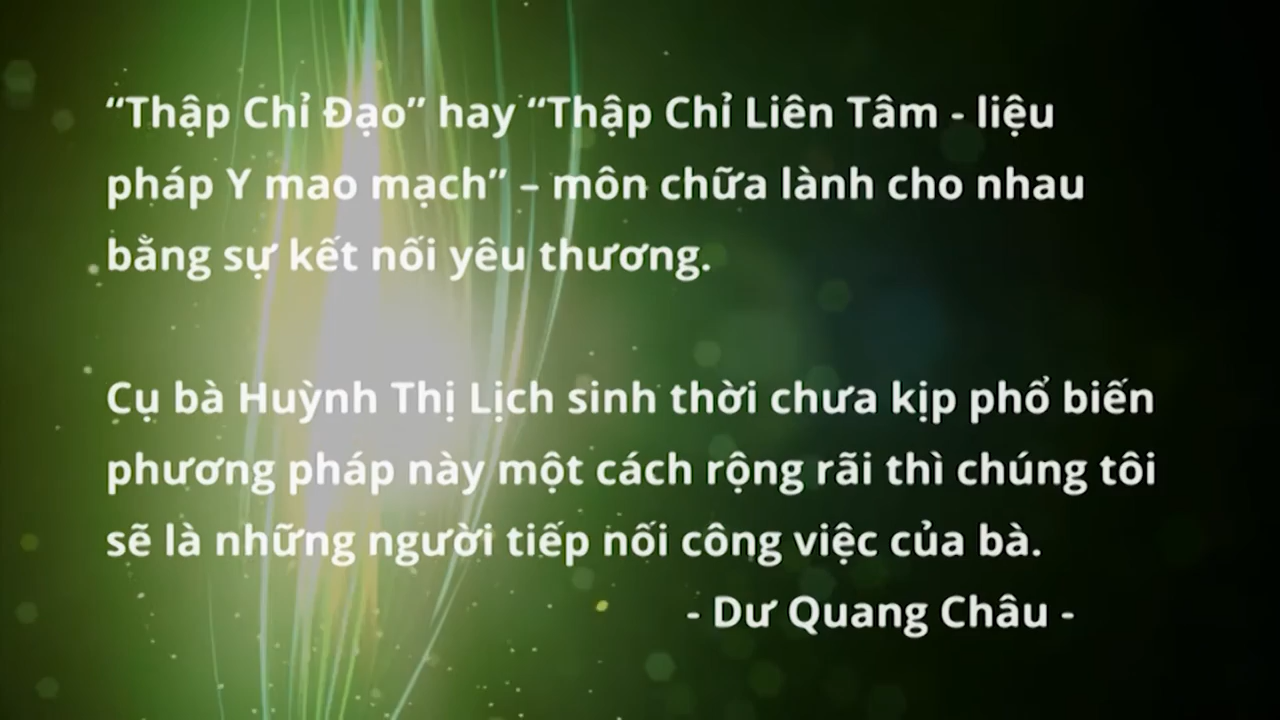 “Thập Chỉ Đạo” hay “Thập Chỉ Liên Tâm - liệu
pháp Y mao mạch” – môn chữa lành cho nhau
bằng sự kết nối yêu thương.
Cụ bà Huỳnh Thị Lịch sinh thời chưa kịp phổ biến
phương pháp này một cách rộng rãi thì chúng tôi
sẽ là những người tiếp nối công việc của bà.
- Dư Quang Châu -